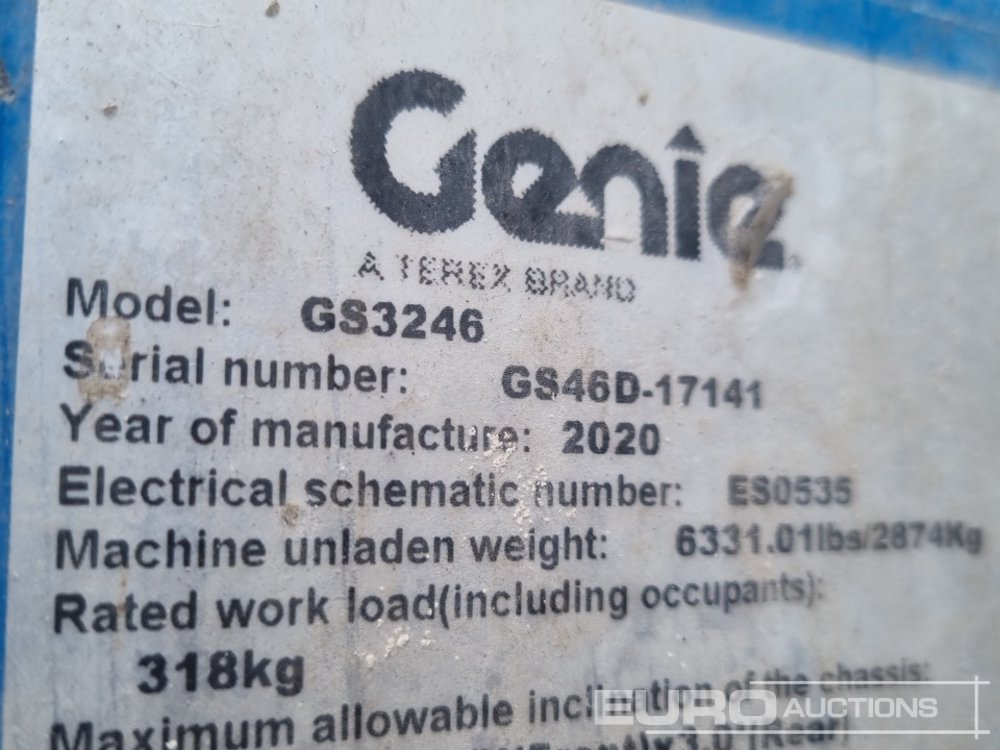 Genie
A TEREX BRAND
Model: GS3246
Serial number: GS46D-17141
Year of manufacture: 2020
Electrical schematic number: ES0535
Machine unladen weight: 6331.01lbs/2874Kg
Rated work load(including occupants):
318kg
Maximum allowable inclination of the chassis:
EURO AUCTIONS